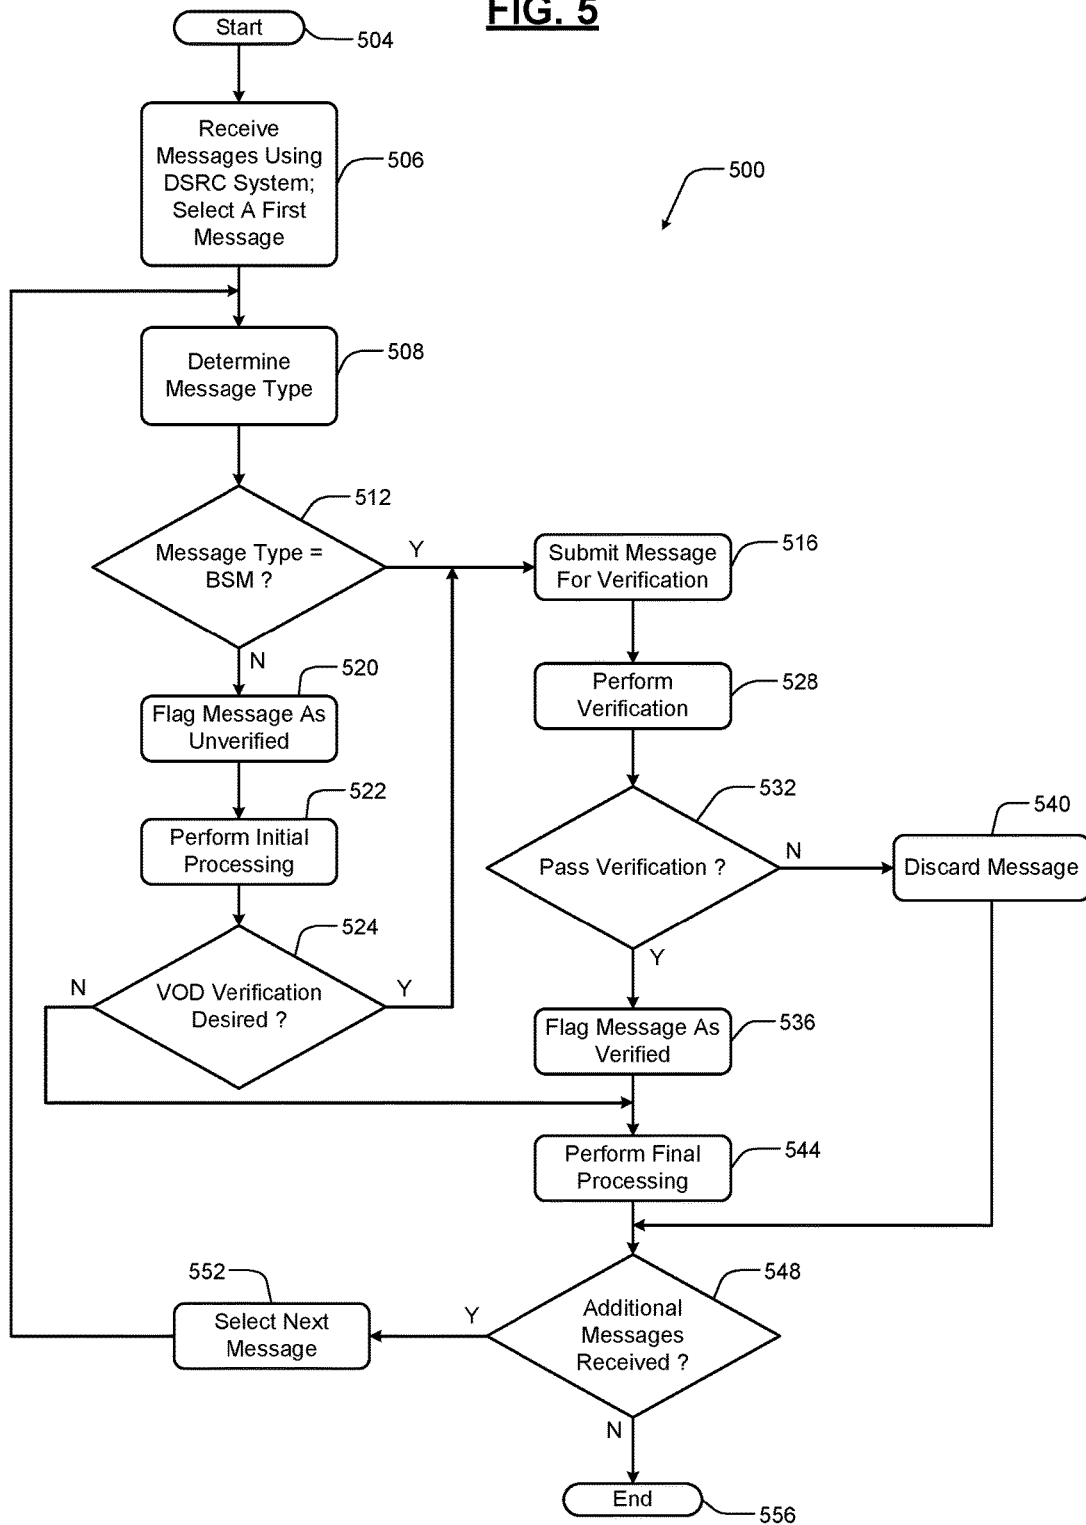 FIG. 5
Start
504
Receive
Messages Using
DSRC System;
Select A First
Message
506
500
Determine
Message Type
508
Message Type =
BSM ?
512
Y
N
Submit Message
For Verification
516
Flag Message As
Unverified
520
Perform
Verification
528
Perform Initial
Processing
522
Pass Verification ?
532
N
Y
Discard Message
540
VOD Verification
Desired ?
524
N
Y
Flag Message As
Verified
536
Perform Final
Processing
544
Additional
Messages
Received ?
548
Y
N
Select Next
Message
552
End
556